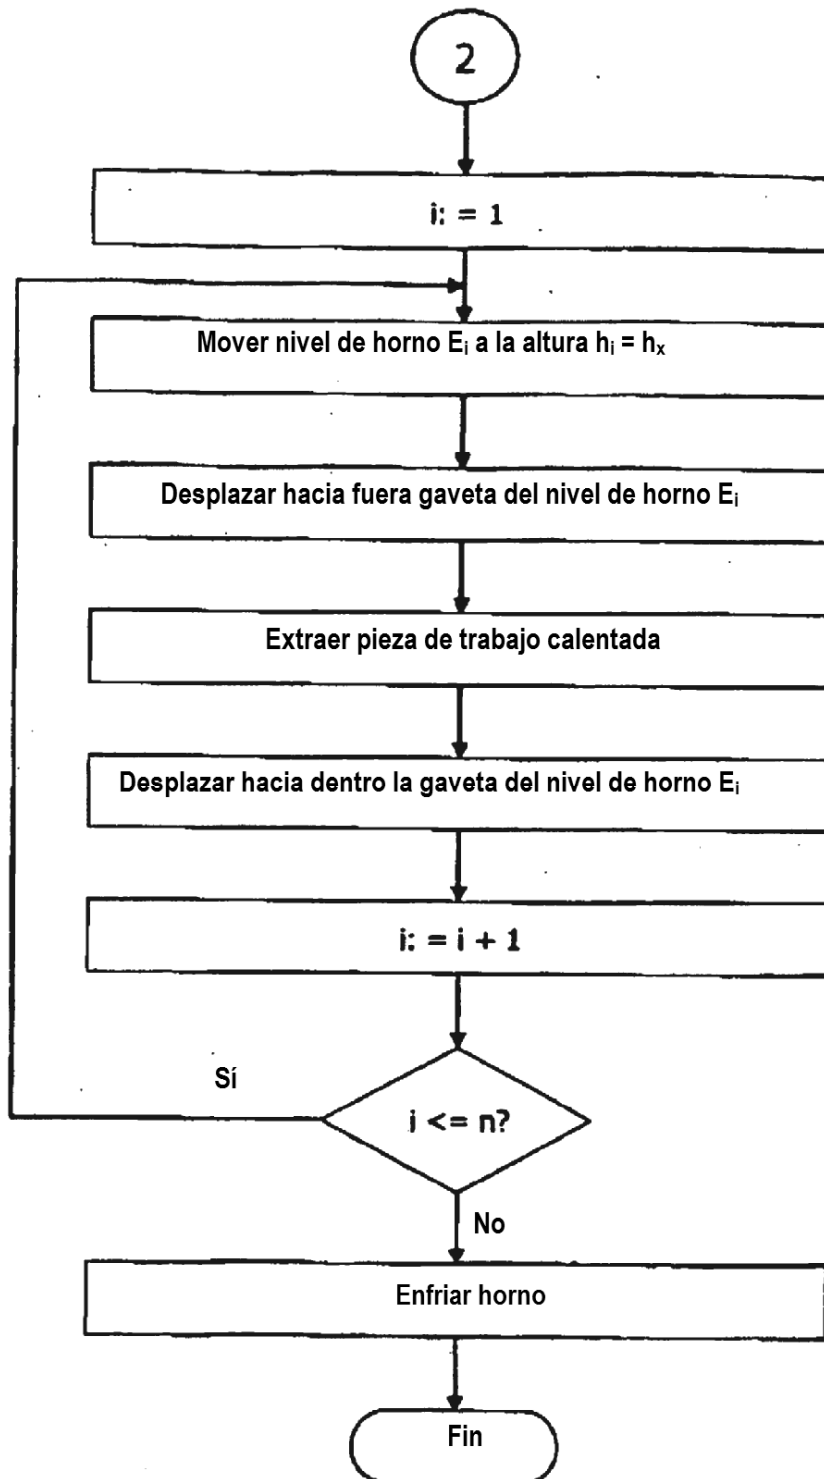 2
i: = 1
Mover nivel de horno Ei a la altura hi = hx
Desplazar hacia fuera gaveta del nivel de horno Ei
Extraer pieza de trabajo calentada
Desplazar hacia dentro la gaveta del nivel de horno Ei
i: = i + 1
Sí
i <= n?
No
Enfriar horno
Fin